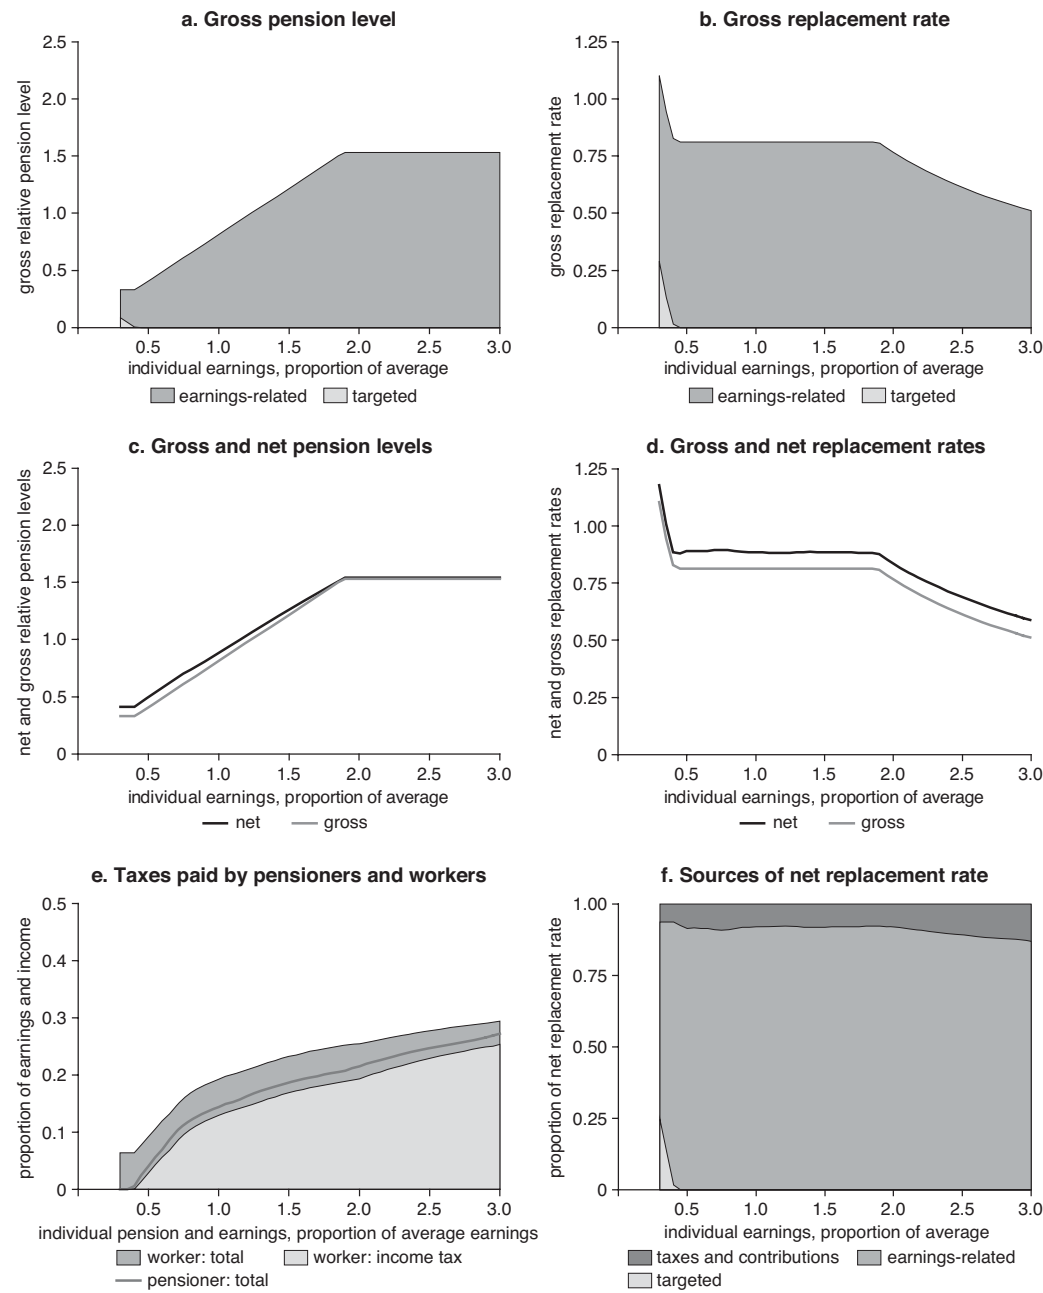 a. Gross pension level
gross relative pension level
2.5
2.0
1.5
1.0
0.5
0
0.5 1.0 1.5 2.0 2.5 3.0
individual earnings, proportion of average
earnings-related targeted
b. Gross replacement rate
gross replacement rate
1.25
1.00
0.75
0.50
0.25
0
0.5 1.0 1.5 2.0 2.5 3.0
individual earnings, proportion of average
earnings-related targeted
c. Gross and net pension levels
net and gross relative pension levels
2.5
2.0
1.5
1.0
0.5
0
0.5 1.0 1.5 2.0 2.5 3.0
individual earnings, proportion of average
net gross
d. Gross and net replacement rates
net and gross replacement rates
1.25
1.00
0.75
0.50
0.25
0
0.5 1.0 1.5 2.0 2.5 3.0
individual earnings, proportion of average
net gross
e. Taxes paid by pensioners and workers
proportion of earnings and income
0.5
0.4
0.3
0.2
0.1
0
0.5 1.0 1.5 2.0 2.5 3.0
individual pension and earnings, proportion of average earnings
worker: total worker: income tax
pensioner: total
f. Sources of net replacement rate
proportion of net replacement rate
1.00
0.75
0.50
0.25
0
0.5 1.0 1.5 2.0 2.5 3.0
individual earnings, proportion of average
taxes and contributions earnings-related
targeted